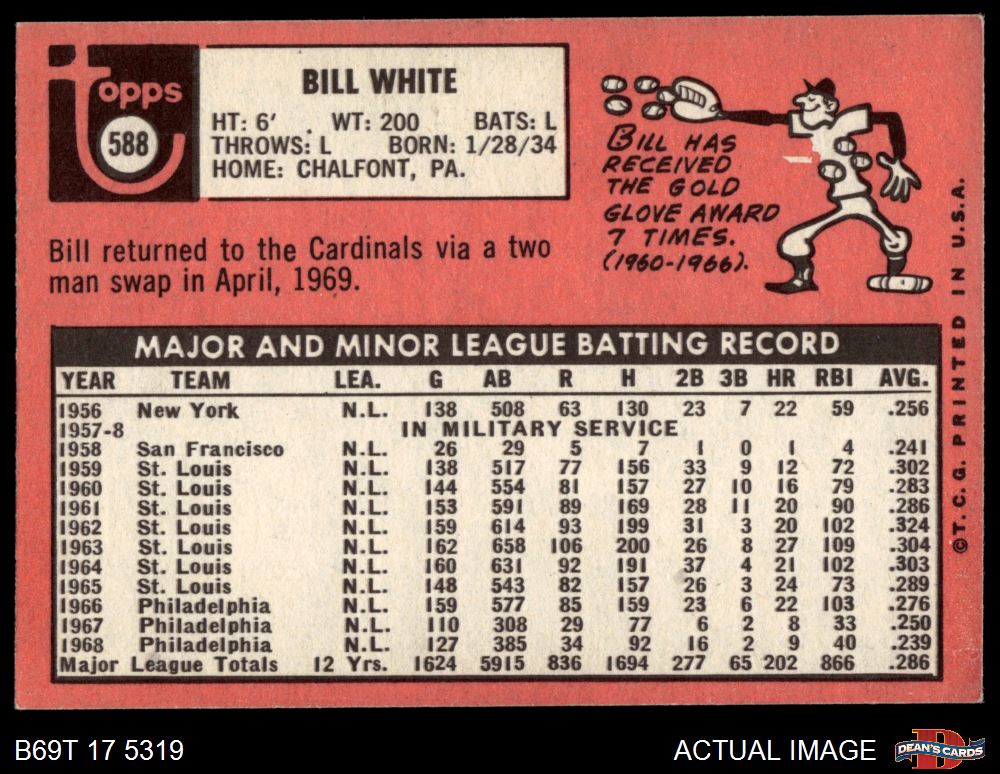 topps
588
BILL WHITE
HT: 6' . WT: 200 BATS: L
THROWS: L BORN: 1/28/34
HOME: CHALFONT, PA.
BILL HAS
RECEIVED
THE GOLD
GLOVE AWARD
7 TIMES.
(1960-1966).
Bill returned to the Cardinals via a two
man swap in April, 1969.
MAJOR AND MINOR LEAGUE BATTING RECORD
YEAR TEAM LEA. G AB R H 2B 3B HR RBI AVG.
1956 New York N.L. 138 508 63 130 23 7 22 59 .256
1957-8 IN MILITARY SERVICE
1958 San Francisco N.L. 26 29 5 7 1 0 1 4 .241
1959 St. Louis N.L. 138 517 77 156 33 9 12 72 .302
1960 St. Louis N.L. 144 554 81 157 27 10 16 79 .283
1961 St. Louis N.L. 153 591 89 169 28 11 20 90 .286
1962 St. Louis N.L. 159 614 93 199 31 3 20 102 .324
1963 St. Louis N.L. 162 658 106 200 26 8 27 109 .304
1964 St. Louis N.L. 160 631 92 191 37 4 21 102 .303
1965 St. Louis N.L. 148 543 82 157 26 3 24 73 .289
1966 Philadelphia N.L. 159 577 85 159 23 6 22 103 .276
1967 Philadelphia N.L. 110 308 29 77 6 2 8 33 .250
1968 Philadelphia N.L. 127 385 34 92 16 2 9 40 .239
Major League Totals 12 Yrs. 1624 5915 836 1694 277 65 202 866 .286
©T.C.G. PRINTED IN U.S.A.
B69T 17 5319
ACTUAL IMAGE
D
DEAN'S CARDS